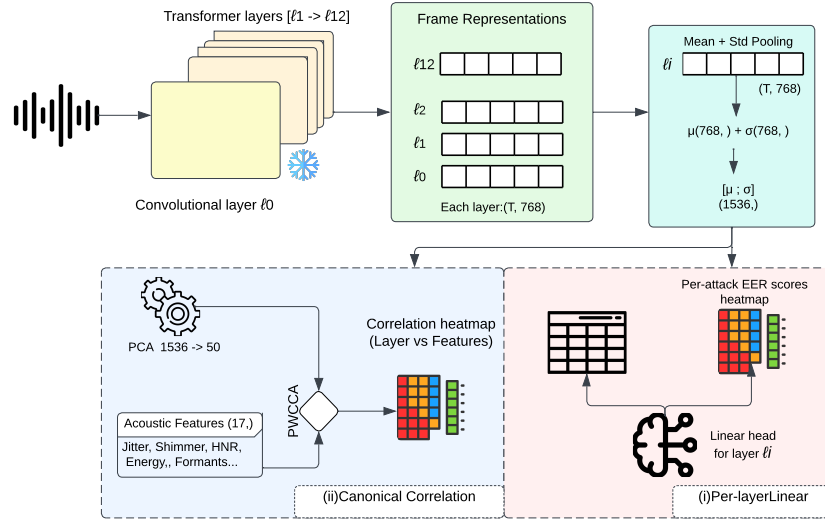 Transformer layers [ℓ1 -> ℓ12]
Convolutional layer ℓ0
Frame Representations
ℓ12
ℓ2
ℓ1
ℓ0
Each layer:(T, 768)
Mean + Std Pooling
ℓi
(T, 768)
μ(768, ) + σ(768, )
[μ ; σ]
(1536,)
PCA 1536 -> 50
Acoustic Features (17,)
Jitter, Shimmer, HNR,
Energy,, Formants...
PWCCA
Correlation heatmap
(Layer vs Features)
(ii)Canonical Correlation
Per-attack EER scores
heatmap
Linear head
for layer ℓi
(i)Per-layerLinear